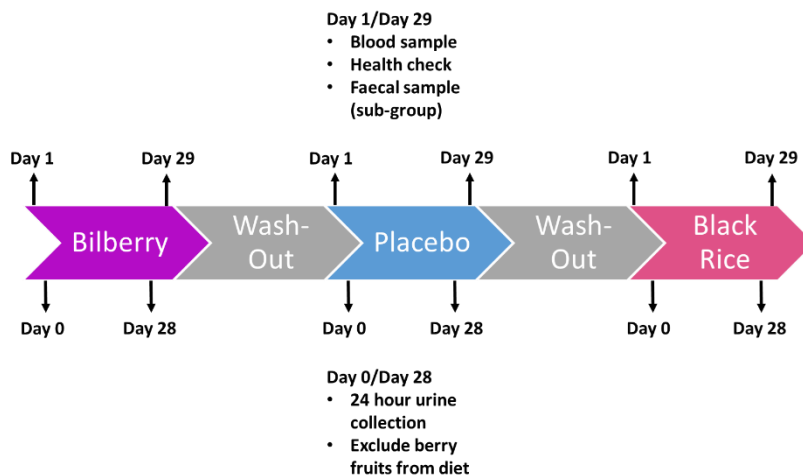 Day 1/Day 29
• Blood sample
• Health check
• Faecal sample
(sub-group)
Day 1
Day 29
Day 1
Day 29
Day 1
Day 29
Bilberry
Wash-
Out
Placebo
Wash-
Out
Black
Rice
Day 0
Day 28
Day 0
Day 28
Day 0
Day 28
Day 0/Day 28
• 24 hour urine
collection
• Exclude berry
fruits from diet